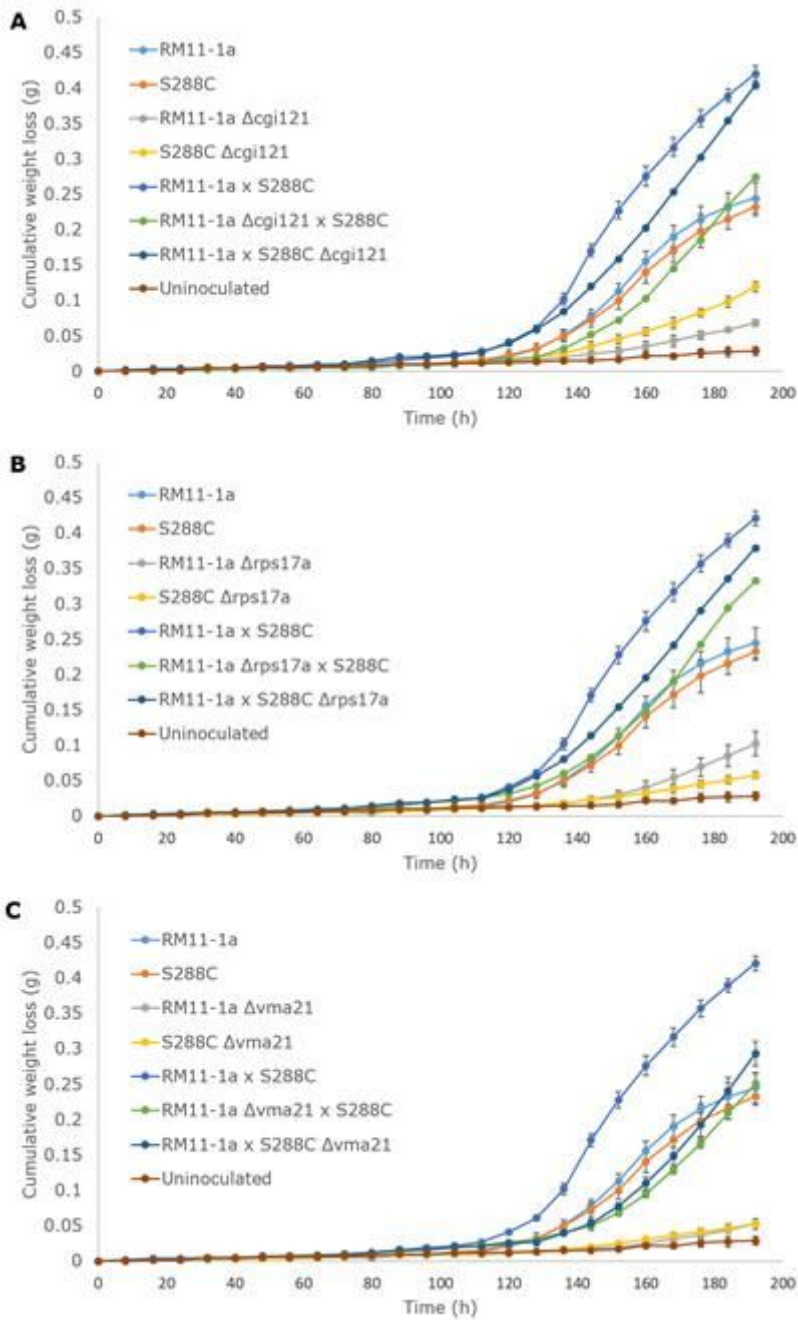 A
0.5
0.45
0.4
0.35
0.3
0.25
0.2
0.15
0.1
0.05
0
Cumulative weight loss (g)
RM11-1a
S288C
RM11-1a Δcgi121
S288C Δcgi121
RM11-1a x S288C
RM11-1a Δcgi121 x S288C
RM11-1a x S288C Δcgi121
Uninoculated
0 20 40 60 80 100 120 140 160 180 200
Time (h)
B
0.5
0.45
0.4
0.35
0.3
0.25
0.2
0.15
0.1
0.05
0
Cumulative weight loss (g)
RM11-1a
S288C
RM11-1a Δrps17a
S288C Δrps17a
RM11-1a x S288C
RM11-1a Δrps17a x S288C
RM11-1a x S288C Δrps17a
Uninoculated
0 20 40 60 80 100 120 140 160 180 200
Time (h)
C
0.5
0.45
0.4
0.35
0.3
0.25
0.2
0.15
0.1
0.05
0
Cumulative weight loss (g)
RM11-1a
S288C
RM11-1a Δvma21
S288C Δvma21
RM11-1a x S288C
RM11-1a Δvma21 x S288C
RM11-1a x S288C Δvma21
Uninoculated
0 20 40 60 80 100 120 140 160 180 200
Time (h)